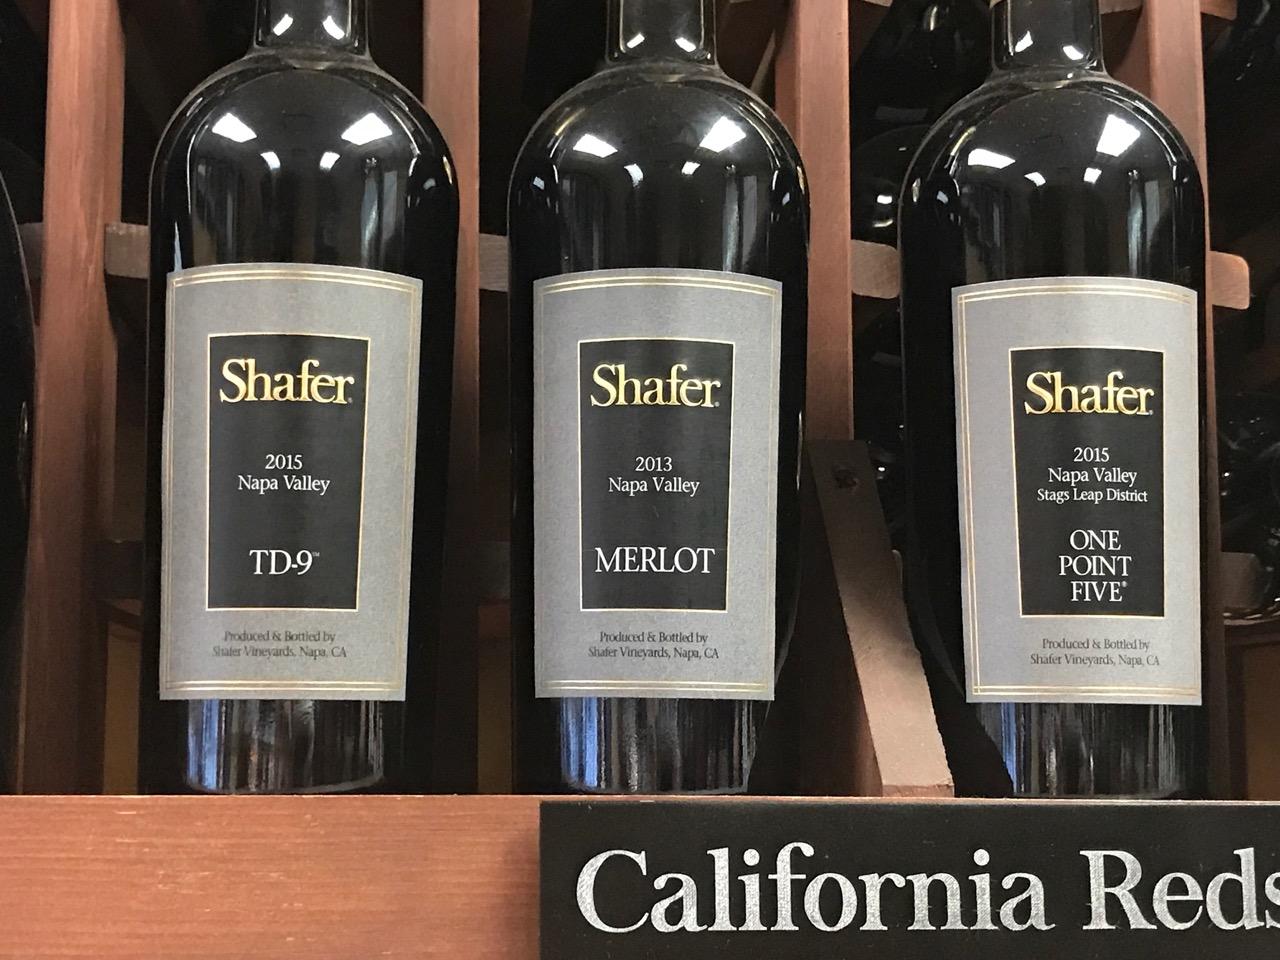 Shafer®
2015
Napa Valley
TD-9™
Produced & Bottled by
Shafer Vineyards, Napa, CA
Shafer®
2013
Napa Valley
MERLOT
Produced & Bottled by
Shafer Vineyards, Napa, CA
Shafer®
2015
Napa Valley
Stags Leap District
ONE
POINT
FIVE®
Produced & Bottled by
Shafer Vineyards, Napa, CA
California Reds